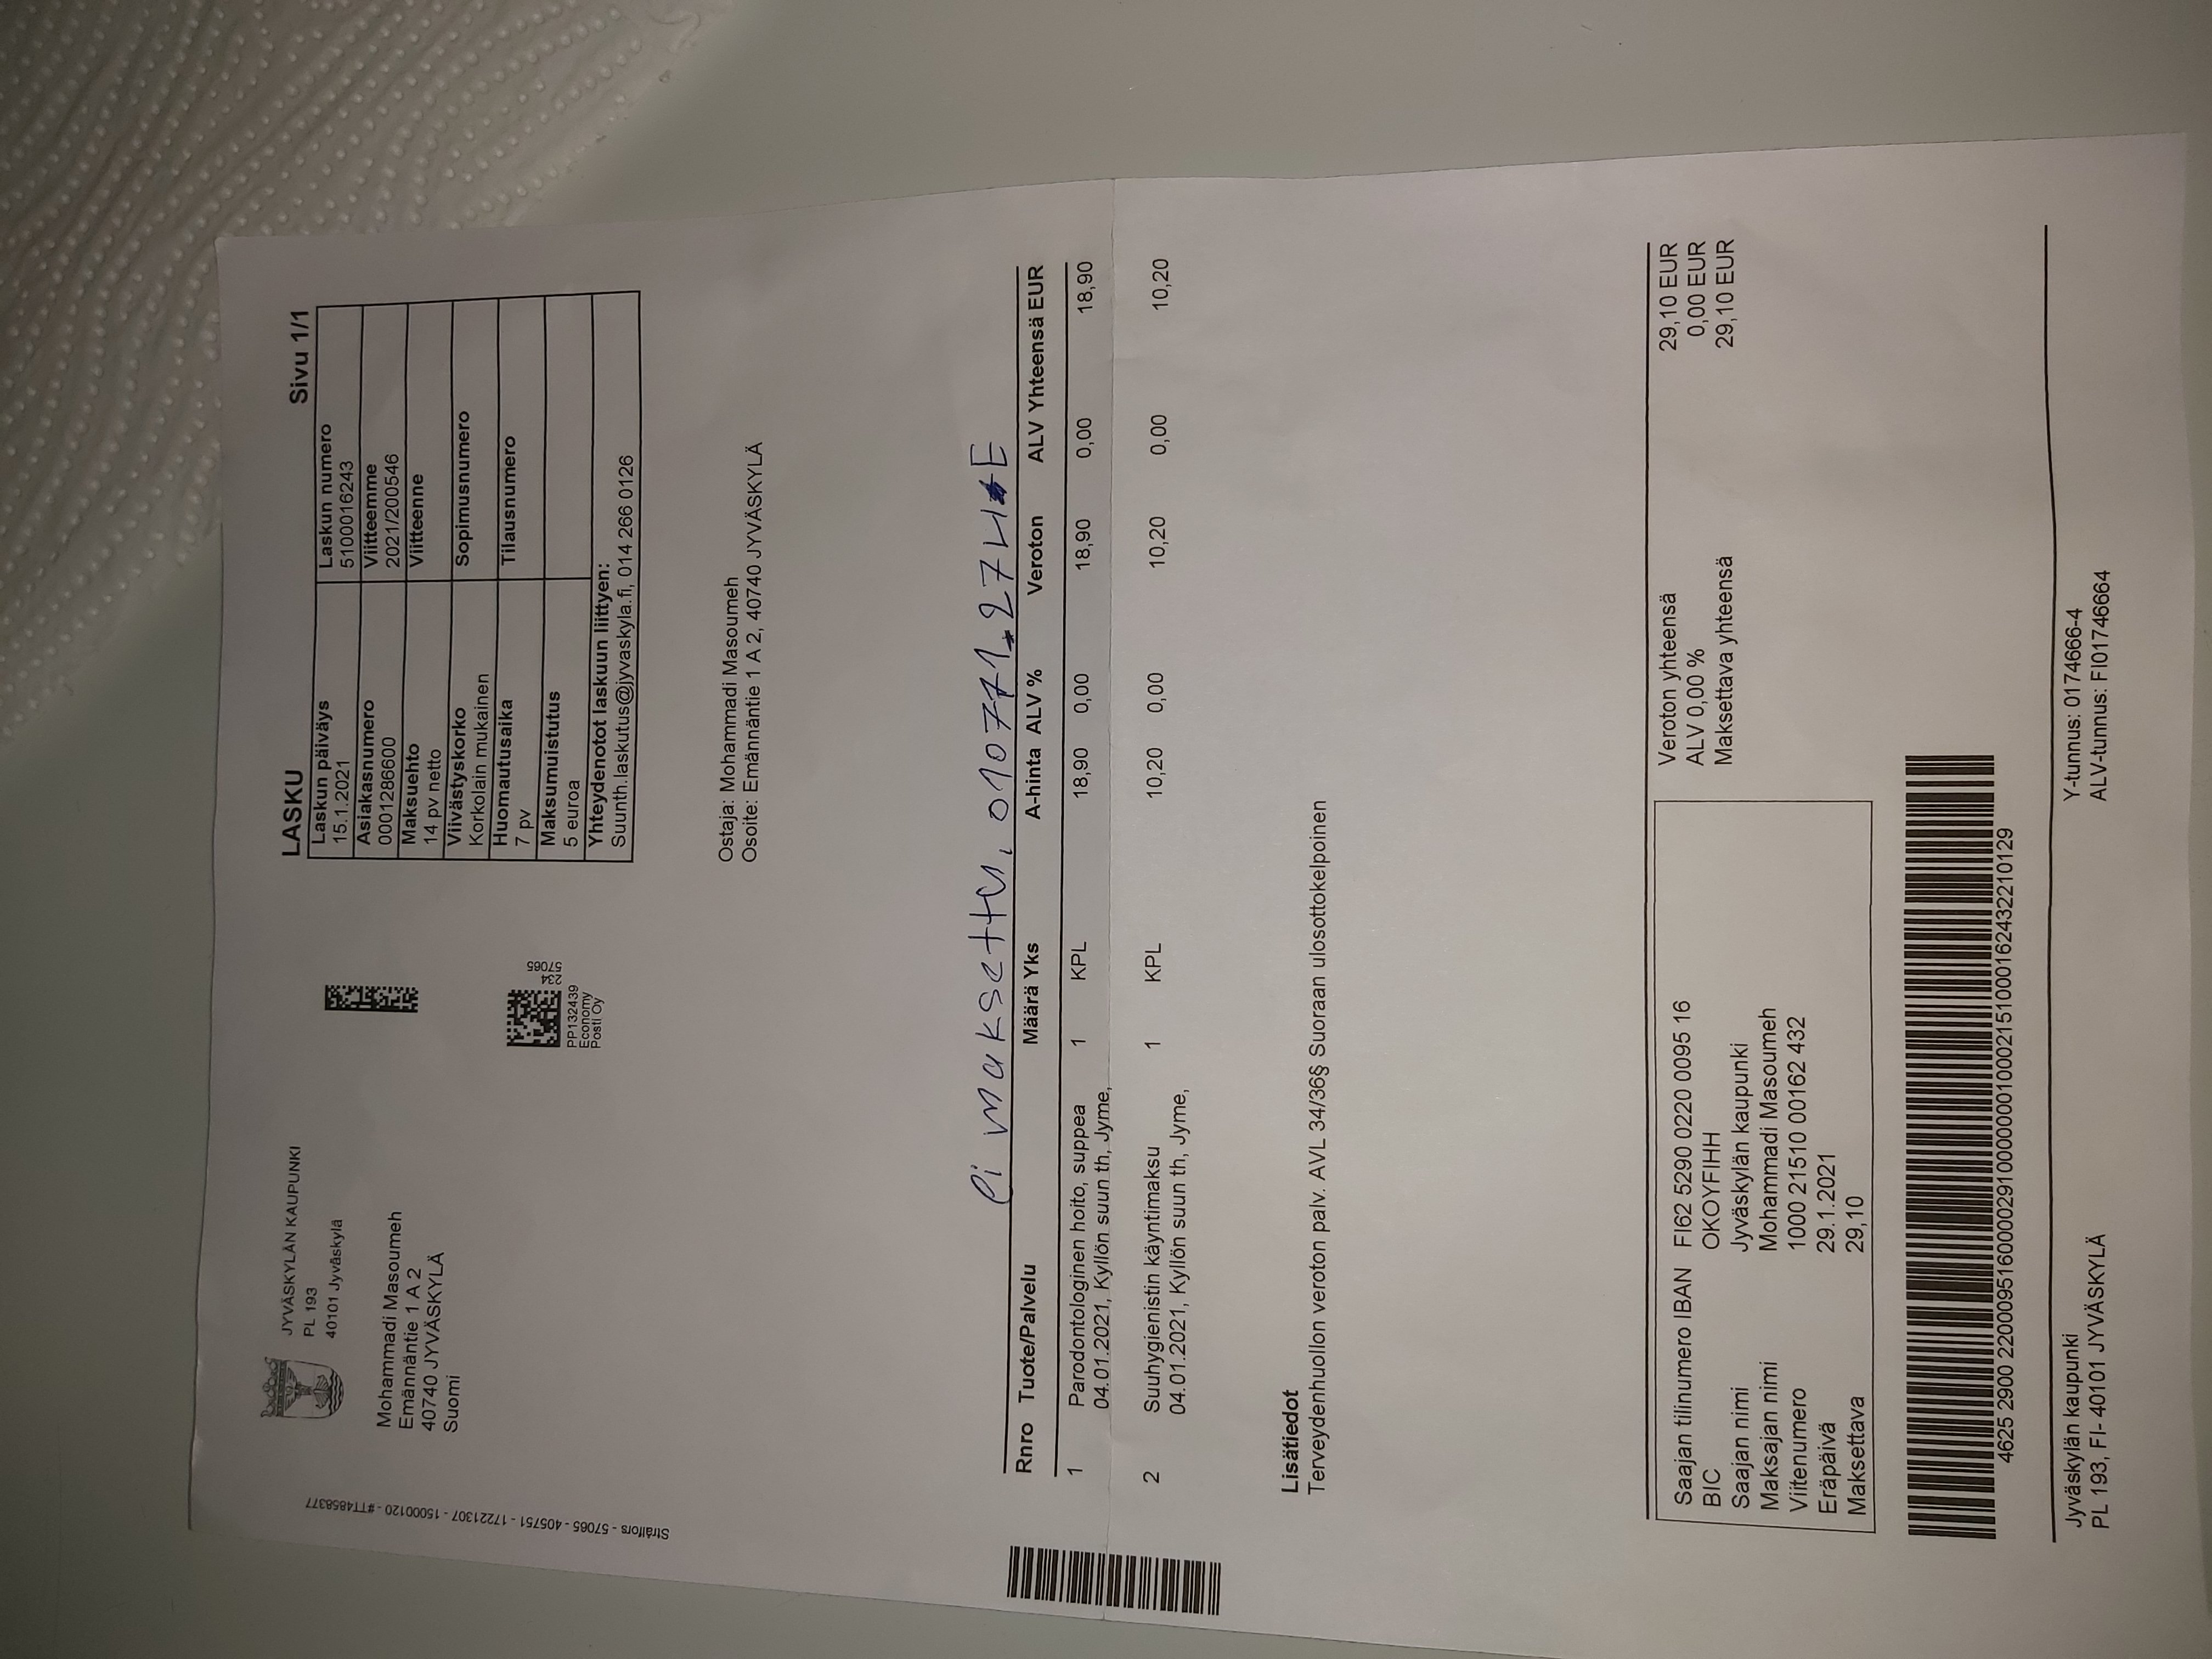 JYVÄSKYLÄN KAUPUNKI
PL 193
40101 Jyväskylä
Mohammadi Masoumeh
Emännäntie 1 A 2
40740 JYVÄSKYLÄ
Suomi
Strålfors - 57065 - 405751 - 17221307 - 15000120 - #TT4858377
234
57065
PP132439
Economy
Posti Oy
LASKU Sivu 1/1
Laskun päiväys Laskun numero
15.1.2021 5100016243
Asiakasnumero Viitteemme
0001286600 2021/200546
Maksuehto Viitteenne
14 pv netto
Viivästyskorko Sopimusnumero
Korkolain mukainen
Huomautusaika Tilausnumero
7 pv
Maksumuistutus
5 euroa
Yhteydenotot laskuun liittyen:
Suunth.laskutus@jyvaskyla.fi, 014 266 0126
Ostaja: Mohammadi Masoumeh
Osoite: Emännäntie 1 A 2, 40740 JYVÄSKYLÄ
ei maksettu,
Rnro Tuote/Palvelu Määrä Yks A-hinta ALV % Veroton ALV Yhteensä EUR
1 Parodontologinen hoito, suppea 1 KPL 18,90 0,00 18,90 0,00 18,90
04.01.2021, Kyllön suun th, Jyme,
2 Suuhygienistin käyntimaksu 1 KPL 10,20 0,00 10,20 0,00 10,20
04.01.2021, Kyllön suun th, Jyme,
Lisätiedot
Terveydenhuollon veroton palv. AVL 34/36§ Suoraan ulosottokelpoinen
Saajan tilinumero IBAN FI62 5290 0220 0095 16
BIC OKOYFIHH
Saajan nimi Jyväskylän kaupunki
Maksajan nimi Mohammadi Masoumeh
Viitenumero 1000 21510 00162 432
Eräpäivä 29.1.2021
Maksettava 29,10
Veroton yhteensä 29,10 EUR
ALV 0,00 % 0,00 EUR
Maksettava yhteensä 29,10 EUR
4625 2900 2200095160000291000000010002151000162432210129
Jyväskylän kaupunki
PL 193, FI- 40101 JYVÄSKYLÄ
Y-tunnus: 0174666-4
ALV-tunnus: FI01746664